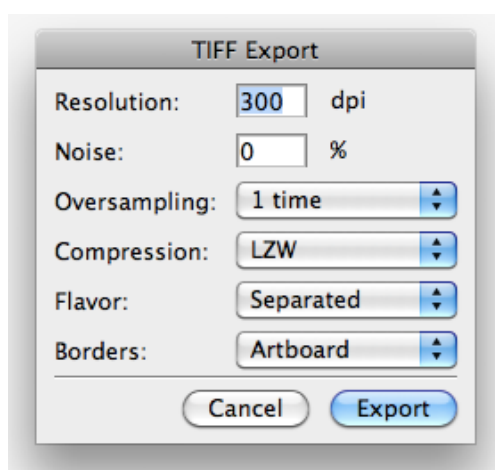 TIFF Export
Resolution: 300 dpi
Noise: 0 %
Oversampling: 1 time
Compression: LZW
Flavor: Separated
Borders: Artboard
Cancel Export